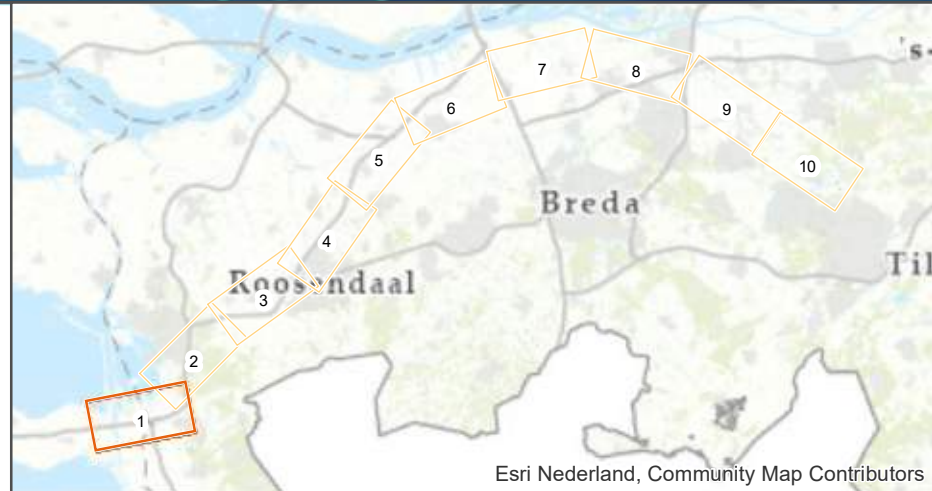 's-
7
8
6
9
5
10
Breda
4
Til
Roosendaal
3
2
1
Esri Nederland, Community Map Contributors